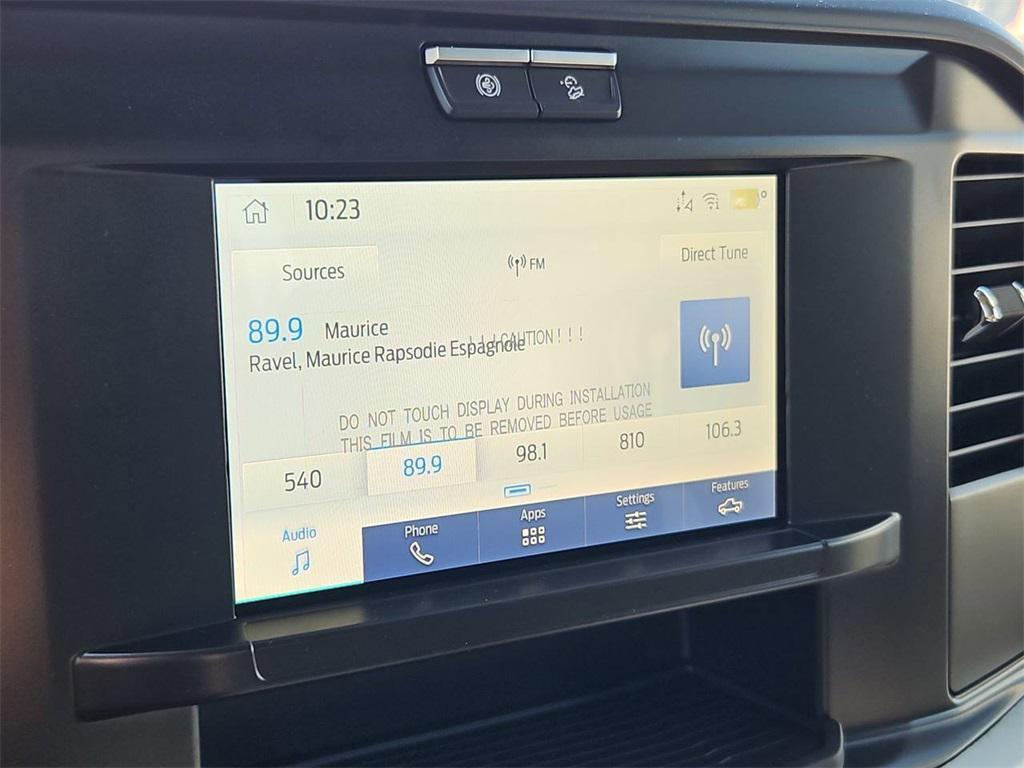 10:23
Sources
FM
Direct Tune
89.9 Maurice
Ravel, Maurice Rapsodie Espagnole
! ! ! CAUTION ! ! !
DO NOT TOUCH DISPLAY DURING INSTALLATION
THIS FILM IS TO BE REMOVED BEFORE USAGE
540 89.9 98.1 810 106.3
Audio Phone Apps Settings Features